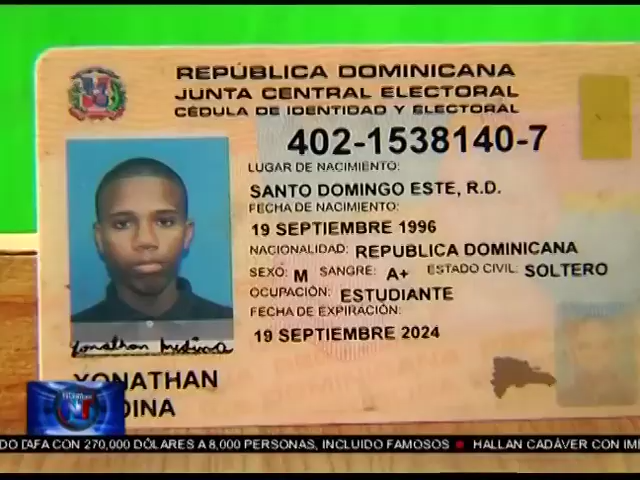 REPÚBLICA DOMINICANA
JUNTA CENTRAL ELECTORAL
CÉDULA DE IDENTIDAD Y ELECTORAL
402-1538140-7
LUGAR DE NACIMIENTO:
SANTO DOMINGO ESTE, R.D.
FECHA DE NACIMIENTO:
19 SEPTIEMBRE 1996
NACIONALIDAD: REPUBLICA DOMINICANA
SEXO: M SANGRE: A+ ESTADO CIVIL: SOLTERO
OCUPACIÓN: ESTUDIANTE
FECHA DE EXPIRACIÓN:
19 SEPTIEMBRE 2024
Yonathan Medina
YONATHAN
DINA
NT
DO DAFA CON 270,000 DÓLARES A 8,000 PERSONAS, INCLUIDO FAMOSOS HALLAN CADÁVER CON IM